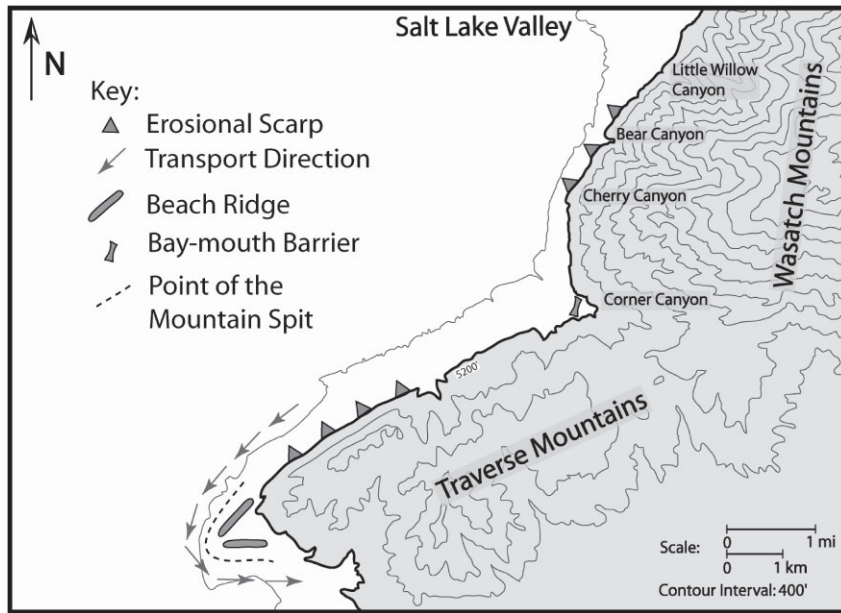 Salt Lake Valley
N
Key:
Erosional Scarp
Transport Direction
Beach Ridge
Bay-mouth Barrier
Point of the
Mountain Spit
Little Willow
Canyon
Bear Canyon
Cherry Canyon
Wasatch Mountains
Corner Canyon
5200'
Traverse Mountains
Scale:
0 1 mi
0 1 km
Contour Interval: 400'